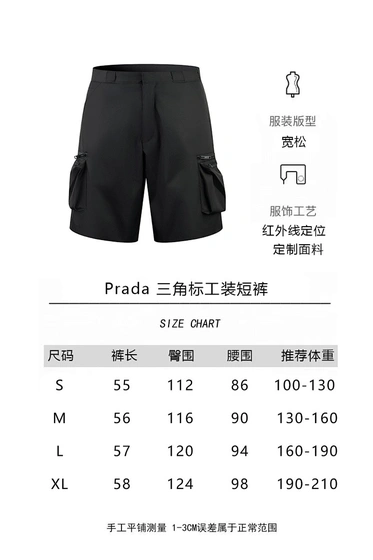 服装版型
宽松
服饰工艺
红外线定位
定制面料
Prada 三角标工装短裤
SIZE CHART
尺码 裤长 臀围 腰围 推荐体重
S 55 112 86 100-130
M 56 116 90 130-160
L 57 120 94 160-190
XL 58 124 98 190-210
手工平铺测量 1-3CM误差属于正常范围